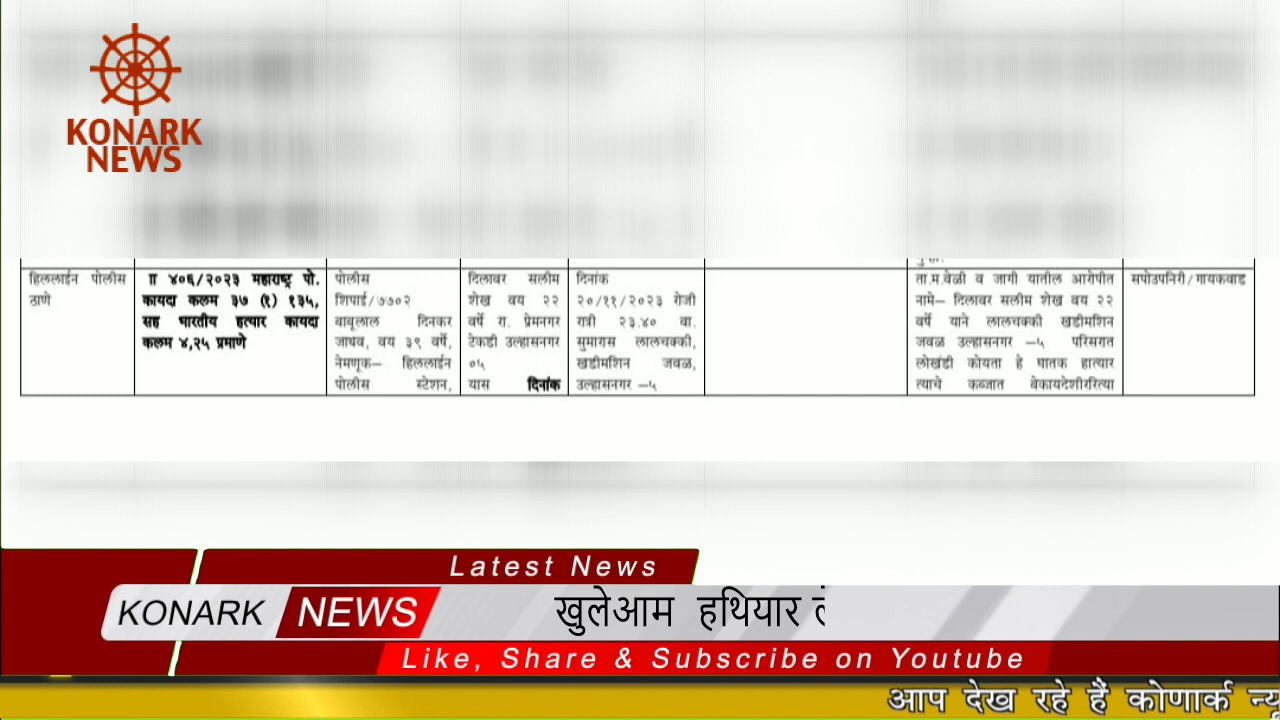 KONARK
NEWS
हिललाईन पोलीस
ठाणे
॥ ४०६/२०२३ महाराष्ट्र पो.
कायदा कलम ३७ (१) १३५,
सह भारतीय हत्यार कायदा
कलम ४,२५ प्रमाणे
पोलीस
शिपाई/७७०२
बाबूलाल दिनकर
जाधव, वय ३९ वर्षे,
नेमणूक– हिललाईन
पोलीस स्टेशन,
दिलावर सलीम
शेख वय २२
वर्षे रा. प्रेमनगर
टेकडी उल्हासनगर
०५
यास दिनांक
दिनांक
२०/११/२०२३ रोजी
रात्री २३.४० वा.
सुमारास लालचक्की,
खडीमशिन जवळ,
उल्हासनगर –५
ता.म.वेळी व जागी यातील आरोपीत
नामे– दिलावर सलीम शेख वय २२
वर्षे याने लालचक्की खडीमशिन
जवळ उल्हासनगर –५ परिसरात
लोखंडी कोयता हे घातक हात्यार
त्याचे कब्जात बेकायदेशीररित्या
सपोउपनिरी/गायकवाड
Latest News
KONARK NEWS
खुलेआम हथियार
Like, Share & Subscribe on Youtube
आप देख रहे हैं कोणार्क न्यू